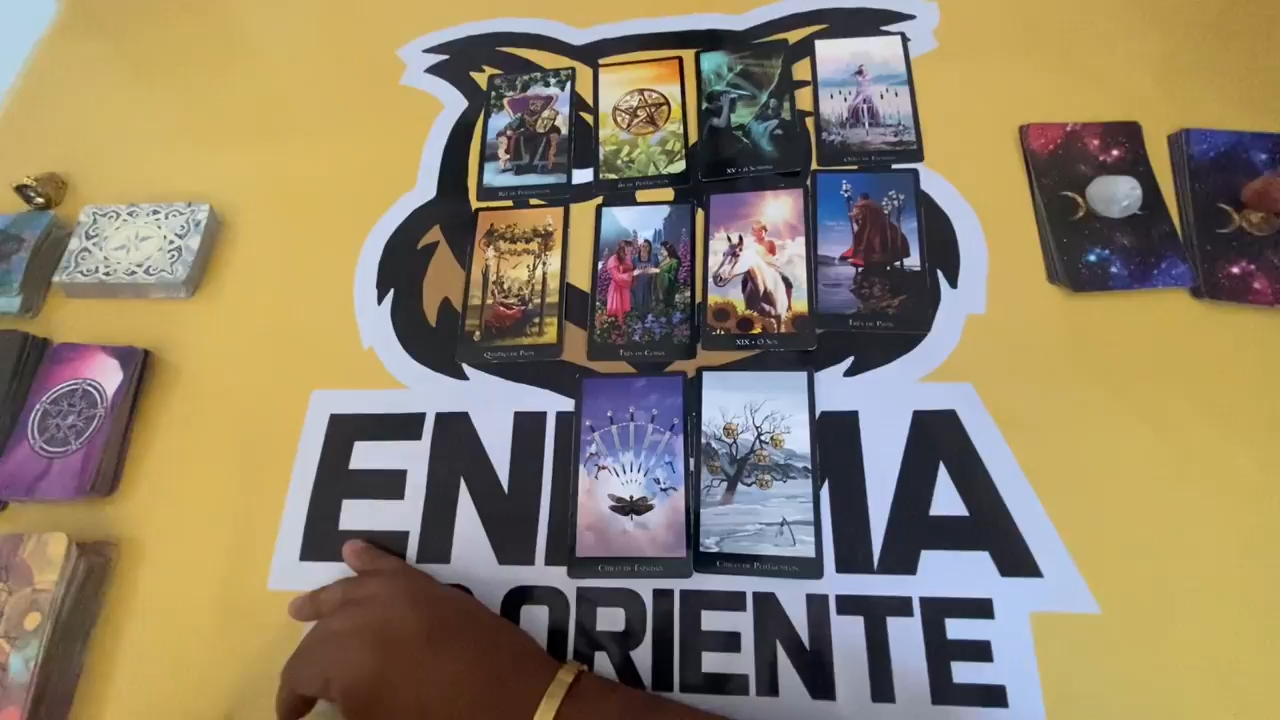 REI DE PENTÁCULOS
ÁS DE PENTÁCULOS
XV • A SOMBRA
OITO DE ESPADAS
QUATRO DE PAUS
TRÊS DE COPAS
XIX • O SOL
TRÊS DE PAUS
CINCO DE ESPADAS
CINCO DE PENTÁCULOS
ORIENTE